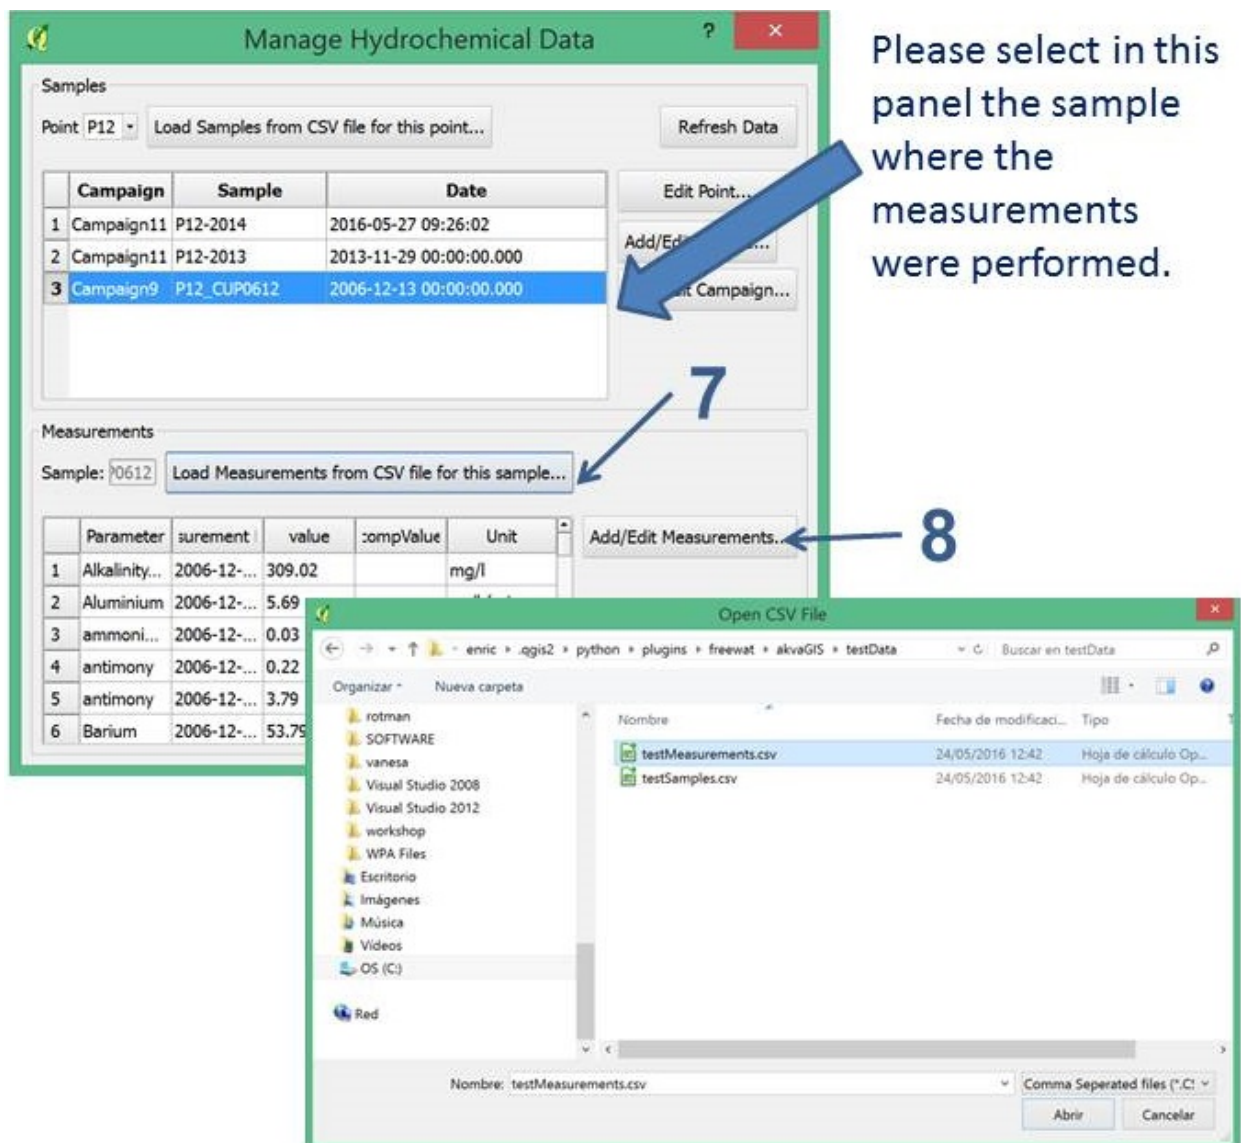 Manage Hydrochemical Data
?
Please select in this
panel the sample
where the
measurements
were performed.
Samples
Point P12 Load Samples from CSV file for this point... Refresh Data
Campaign Sample Date
1 Campaign11 P12-2014 2016-05-27 09:26:02
2 Campaign11 P12-2013 2013-11-29 00:00:00.000
3 Campaign9 P12_CUP0612 2006-12-13 00:00:00.000
Edit Point...
Add/Ed
it Campaign...
7
Measurements
Sample: 0612 Load Measurements from CSV file for this sample...
8
Parameter surement value compValue Unit Add/Edit Measurements...
1 Alkalinity... 2006-12-... 309.02 mg/l
2 Aluminium 2006-12-... 5.69
3 ammoni... 2006-12-... 0.03
4 antimony 2006-12-... 0.22
5 antimony 2006-12-... 3.79
6 Barium 2006-12-... 53.79
Open CSV File
enric .qgis2 python plugins freewat akvaGIS testData Buscar en testData
Organizar Nueva carpeta
rotman
SOFTWARE
vanesa
Visual Studio 2008
Visual Studio 2012
workshop
WPA Files
Escritorio
Imágenes
Música
Vídeos
OS (C:)
Red
Nombre Fecha de modificaci... Tipo T
testMeasurements.csv 24/05/2016 12:42 Hoja de cálculo Op...
testSamples.csv 24/05/2016 12:42 Hoja de cálculo Op...
Nombre: testMeasurements.csv Comma Seperated files (*.C!
Abrir Cancelar